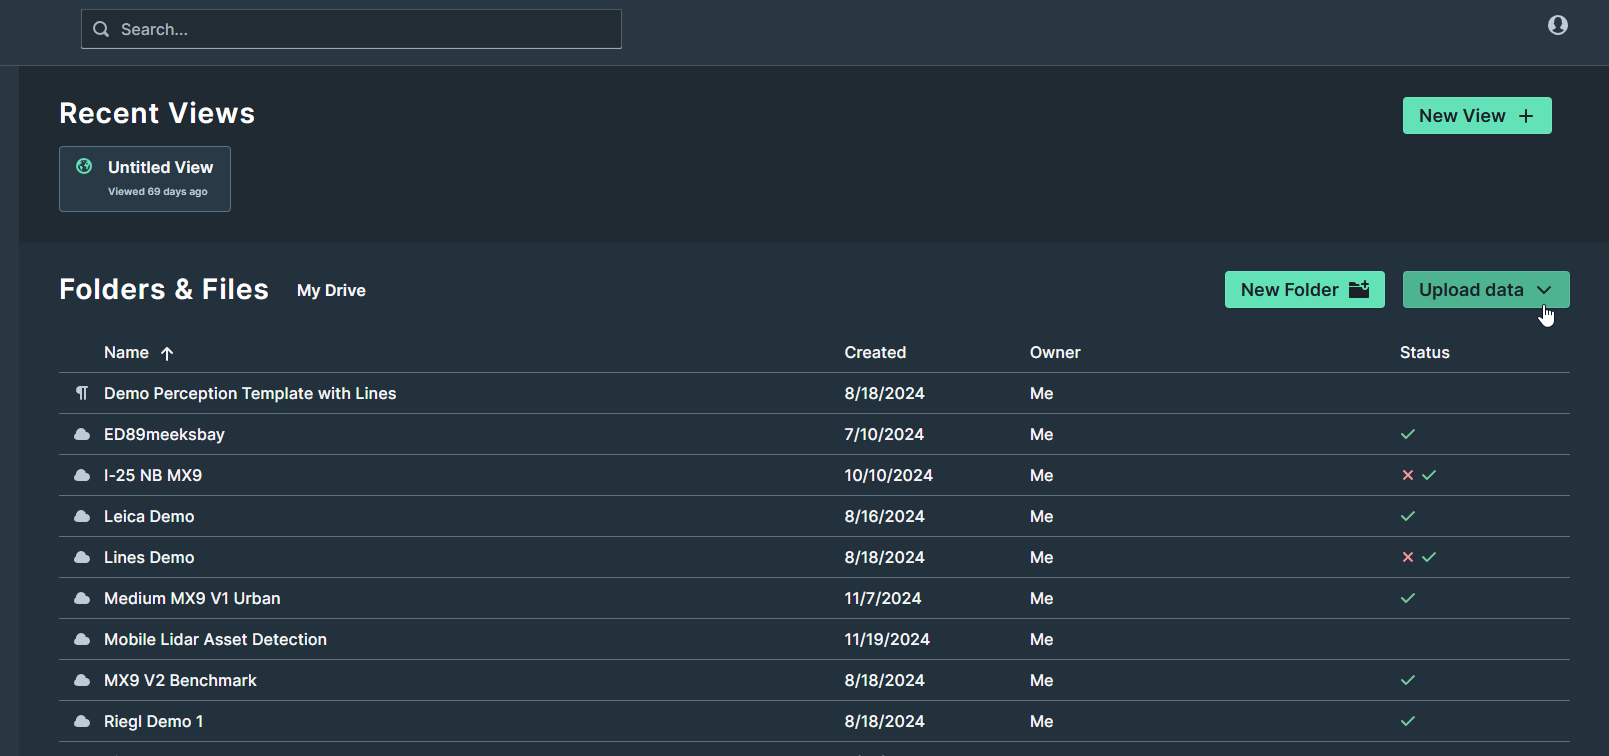 Search...
Recent Views
New View
Untitled View
Viewed 69 days ago
Folders & Files My Drive
New Folder
Upload data
Name Created Owner Status
Demo Perception Template with Lines 8/18/2024 Me
ED89meeksbay 7/10/2024 Me
I-25 NB MX9 10/10/2024 Me
Leica Demo 8/16/2024 Me
Lines Demo 8/18/2024 Me
Medium MX9 V1 Urban 11/7/2024 Me
Mobile Lidar Asset Detection 11/19/2024 Me
MX9 V2 Benchmark 8/18/2024 Me
Riegl Demo 1 8/18/2024 Me